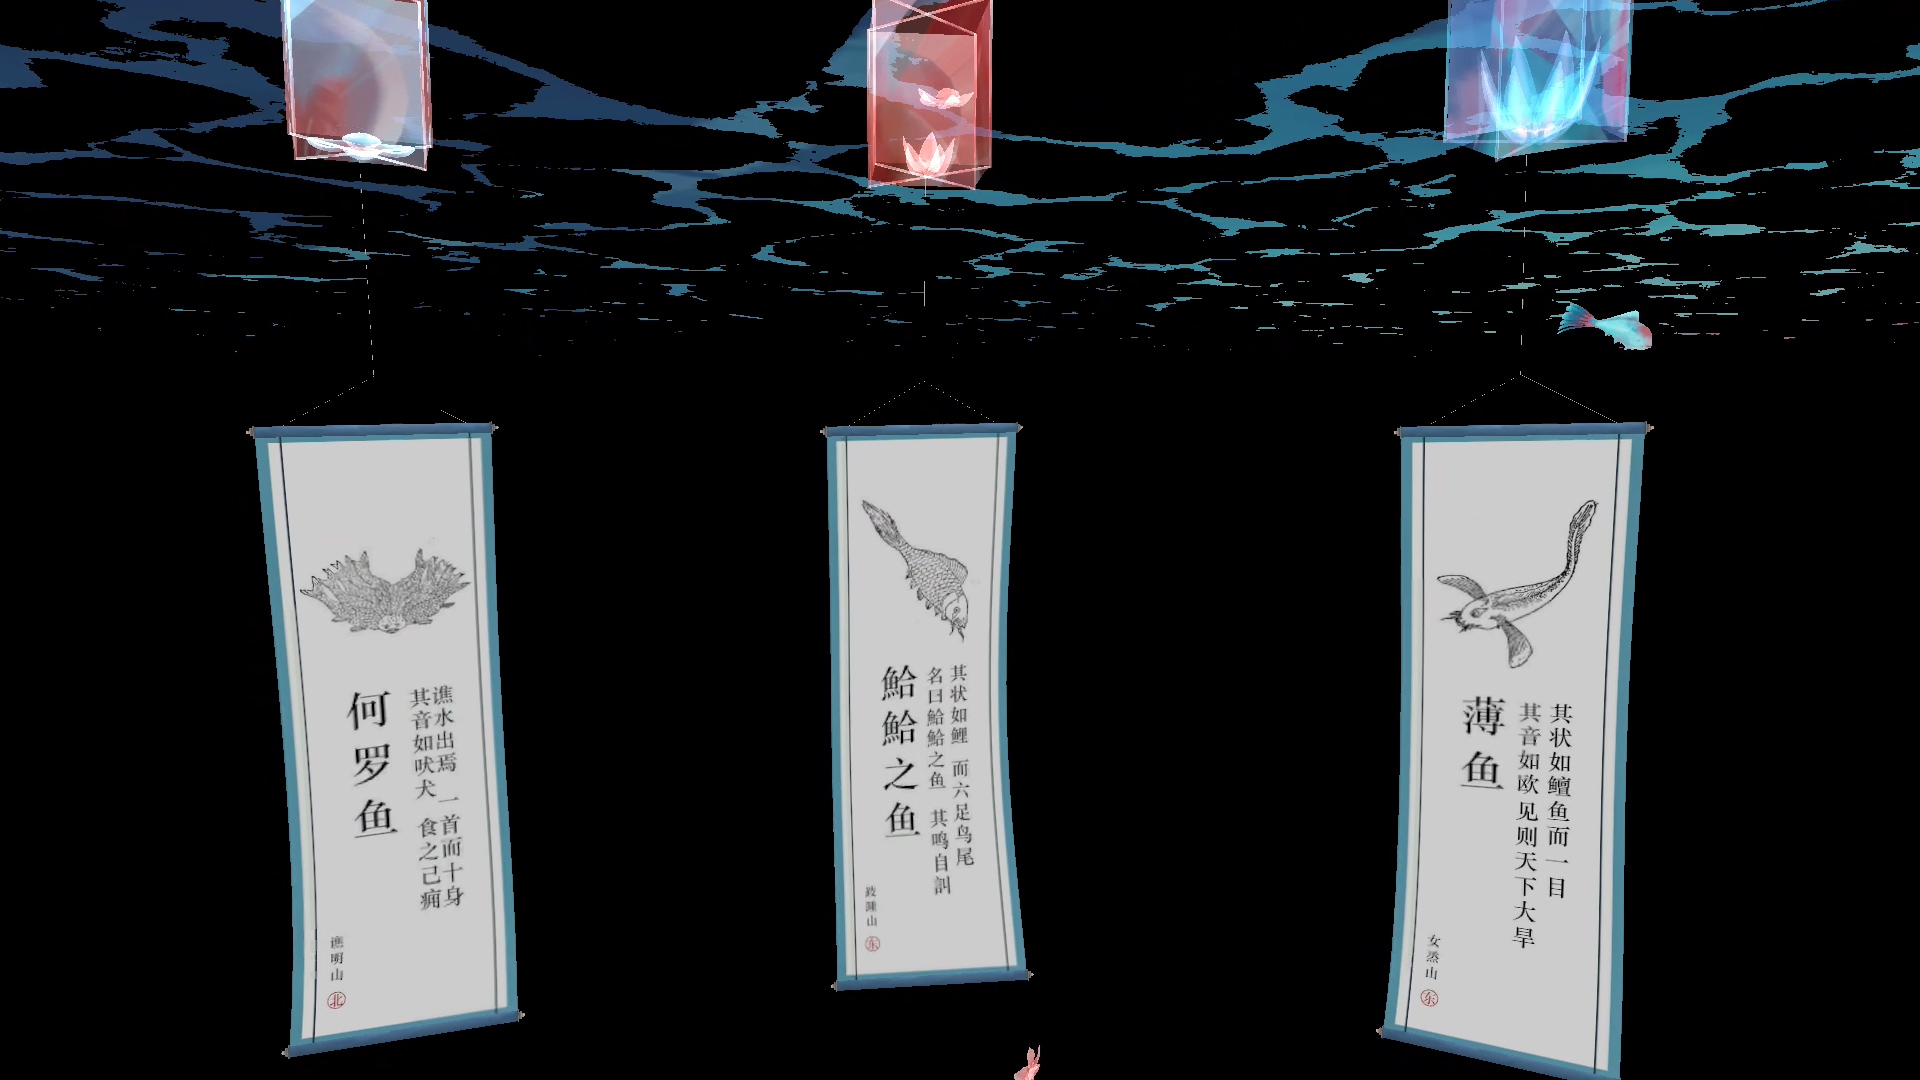 谯水出焉 一首而十身
其音如吠犬 食之己痈
何罗鱼
谯明山
北
其状如鲤 而六足鸟尾
名曰鮯鮯之鱼 其鸣自訆
鮯鮯之鱼
跂踵山
东
其状如鳣鱼而一目
其音如欧见则天下大旱
薄鱼
女烝山
东